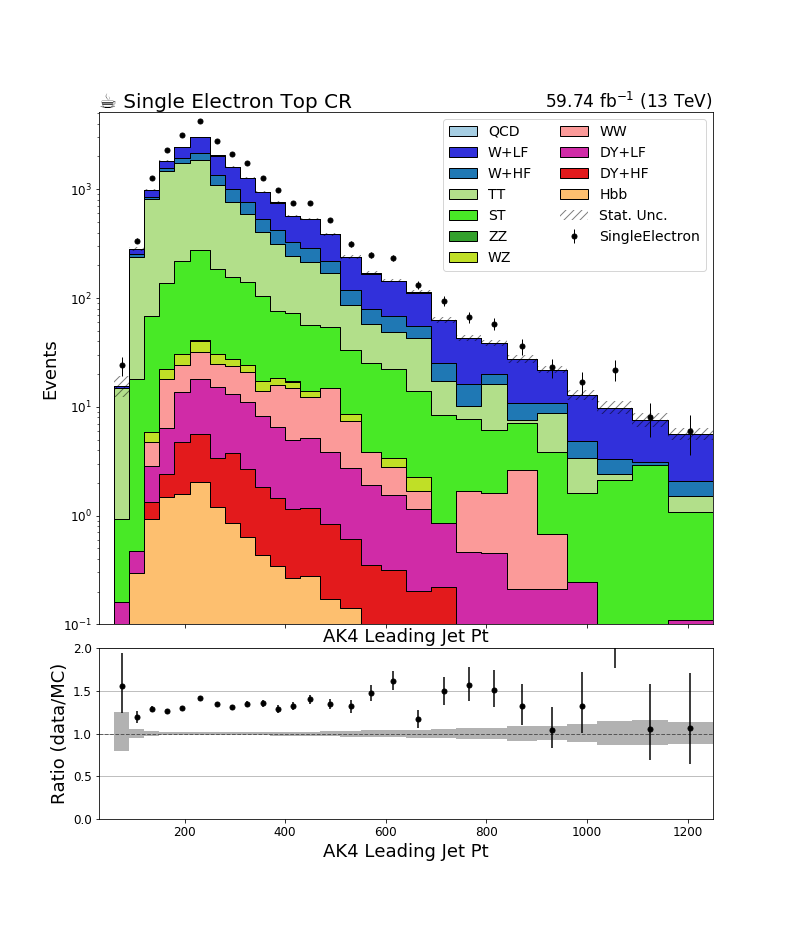 ☕ Single Electron Top CR
59.74 fb⁻¹ (13 TeV)
QCD
W+LF
W+HF
TT
ST
ZZ
WZ
WW
DY+LF
DY+HF
Hbb
Stat. Unc.
SingleElectron
Events
10³
10²
10¹
10⁰
10⁻¹
AK4 Leading Jet Pt
Ratio (data/MC)
2.0
1.5
1.0
0.5
0.0
200 400 600 800 1000 1200
AK4 Leading Jet Pt